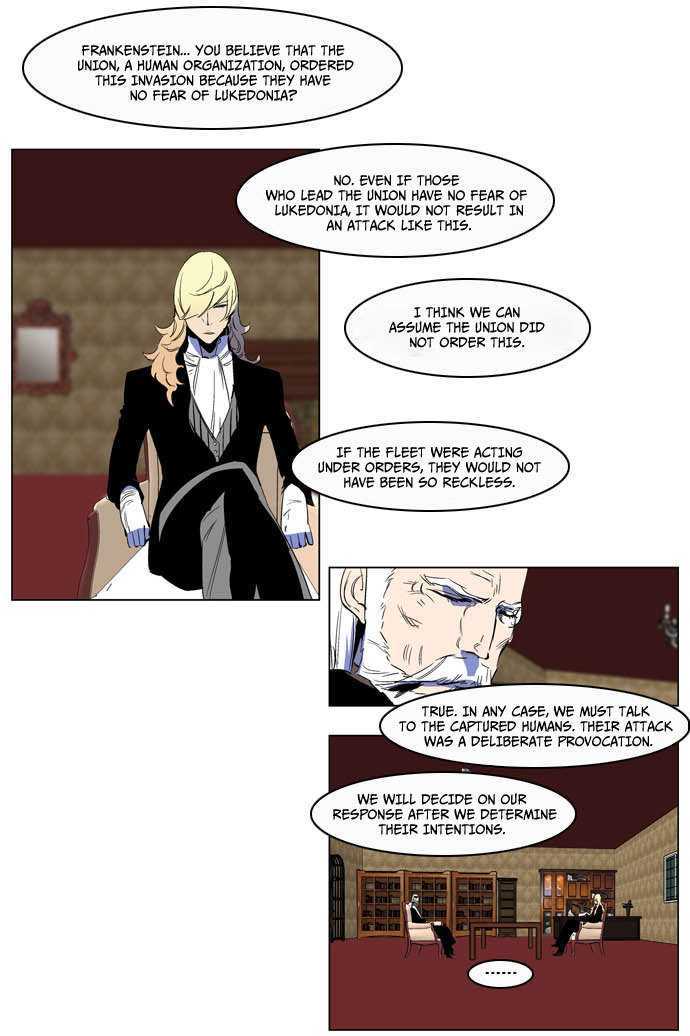 FRANKENSTEIN... YOU BELIEVE THAT THE
UNION, A HUMAN ORGANIZATION, ORDERED
THIS INVASION BECAUSE THEY HAVE
NO FEAR OF LUKEDONIA?
NO. EVEN IF THOSE
WHO LEAD THE UNION HAVE NO FEAR OF
LUKEDONIA, IT WOULD NOT RESULT IN
AN ATTACK LIKE THIS.
I THINK WE CAN
ASSUME THE UNION DID
NOT ORDER THIS.
IF THE FLEET WERE ACTING
UNDER ORDERS, THEY WOULD NOT
HAVE BEEN SO RECKLESS.
TRUE. IN ANY CASE, WE MUST TALK
TO THE CAPTURED HUMANS. THEIR ATTACK
WAS A DELIBERATE PROVOCATION.
WE WILL DECIDE ON OUR
RESPONSE AFTER WE DETERMINE
THEIR INTENTIONS.
------